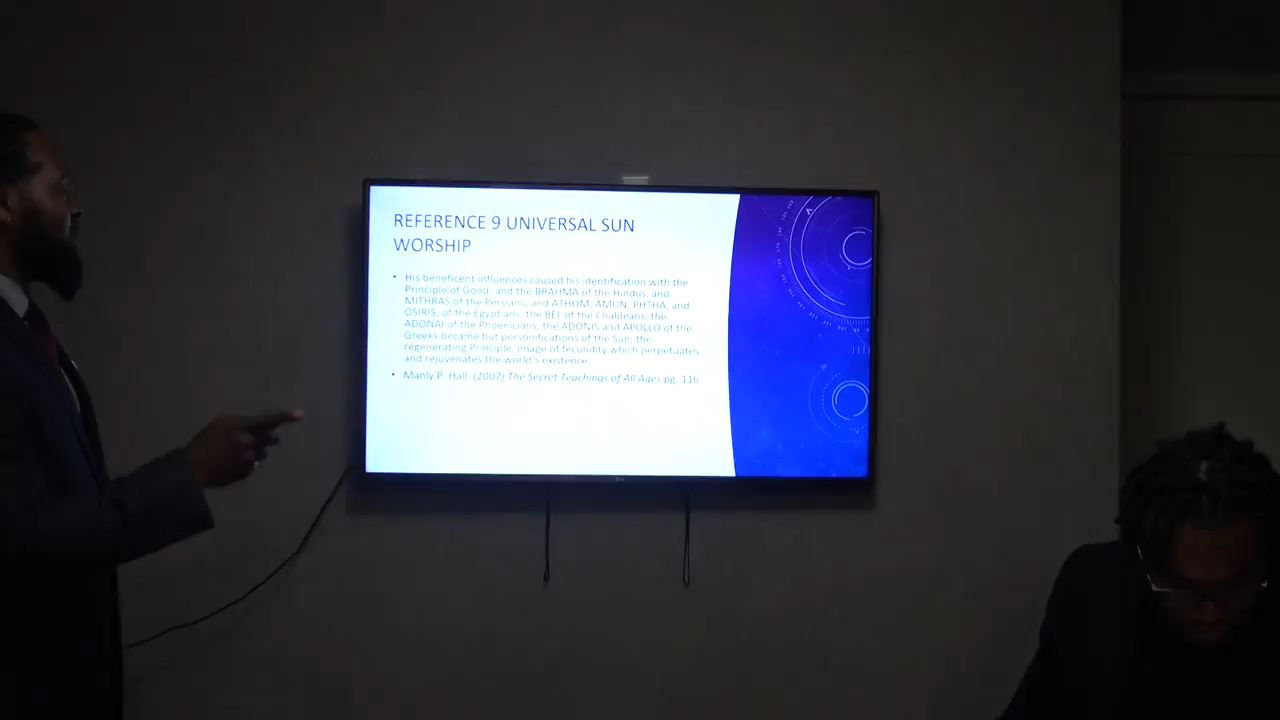 REFERENCE 9 UNIVERSAL SUN
WORSHIP
• His beneficent influences caused his identification with the
Principle of Good, and the BRAHMA of the Hindus, and
MITHRAS of the Persians, and ATHOM, AMUN, PHTHA, and
OSIRIS, of the Egyptians, the BEL of the Chaldeans, the
ADONAI of the Phoenicians, the ADONIS and APOLLO of the
Greeks became but personifications of the Sun, the
regenerating Principle, image of fecundity which perpetuates
and rejuvenates the world's existence.
• Manly P. Hall. (2007) The Secret Teachings of All Ages pg. 116.